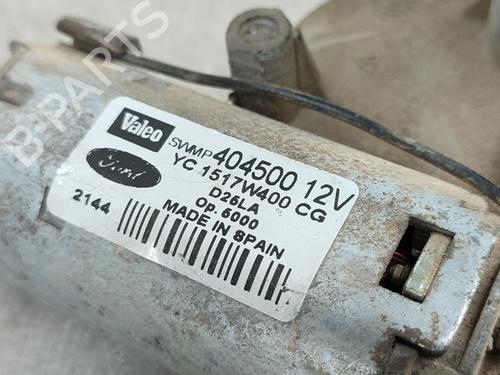 B-PARTS
Valeo
SWMP 404500 12V
Ford
YC 1517W400 CG
D26LA
Op. 6000
2144
MADE IN SPAIN